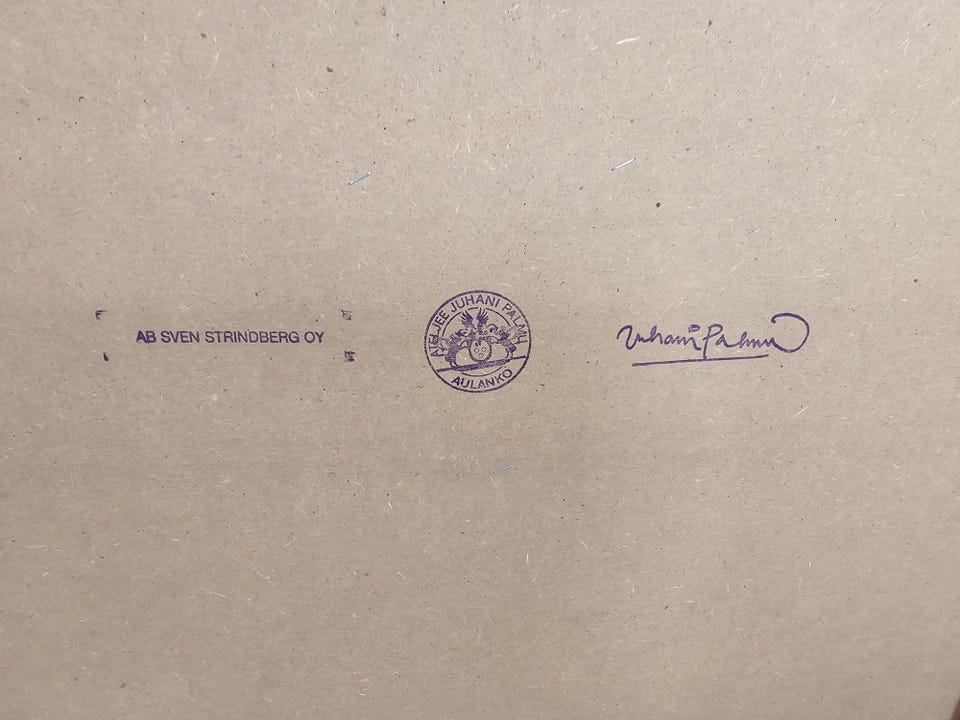 AB SVEN STRINDBERG OY
ATELJEE JUHANI PALMU
AULANKO
Juhani Palmu